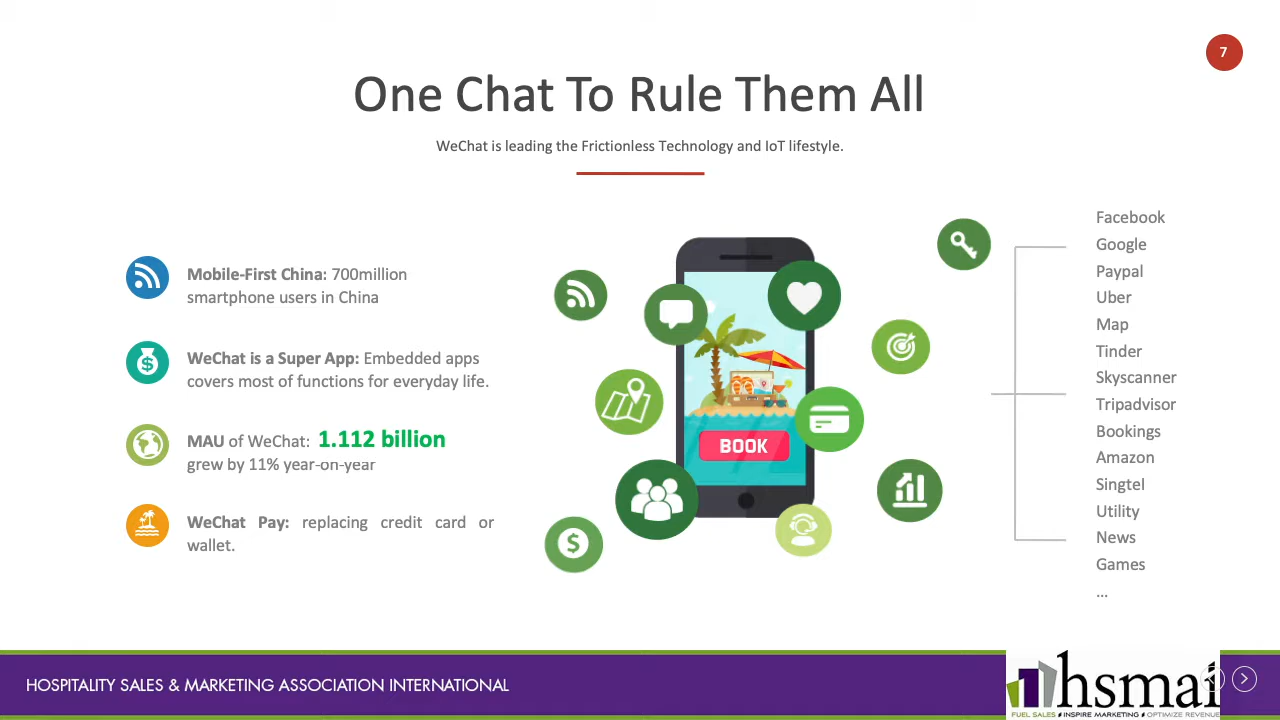 7
One Chat To Rule Them All
WeChat is leading the Frictionless Technology and IoT lifestyle.
Mobile-First China: 700million
smartphone users in China
WeChat is a Super App: Embedded apps
covers most of functions for everyday life.
MAU of WeChat: 1.112 billion
grew by 11% year-on-year
WeChat Pay: replacing credit card or
wallet.
BOOK
Facebook
Google
Paypal
Uber
Map
Tinder
Skyscanner
Tripadvisor
Bookings
Amazon
Singtel
Utility
News
Games
...
HOSPITALITY SALES & MARKETING ASSOCIATION INTERNATIONAL
hsmai
FUEL SALES INSPIRE MARKETING OPTIMIZE REVENUE